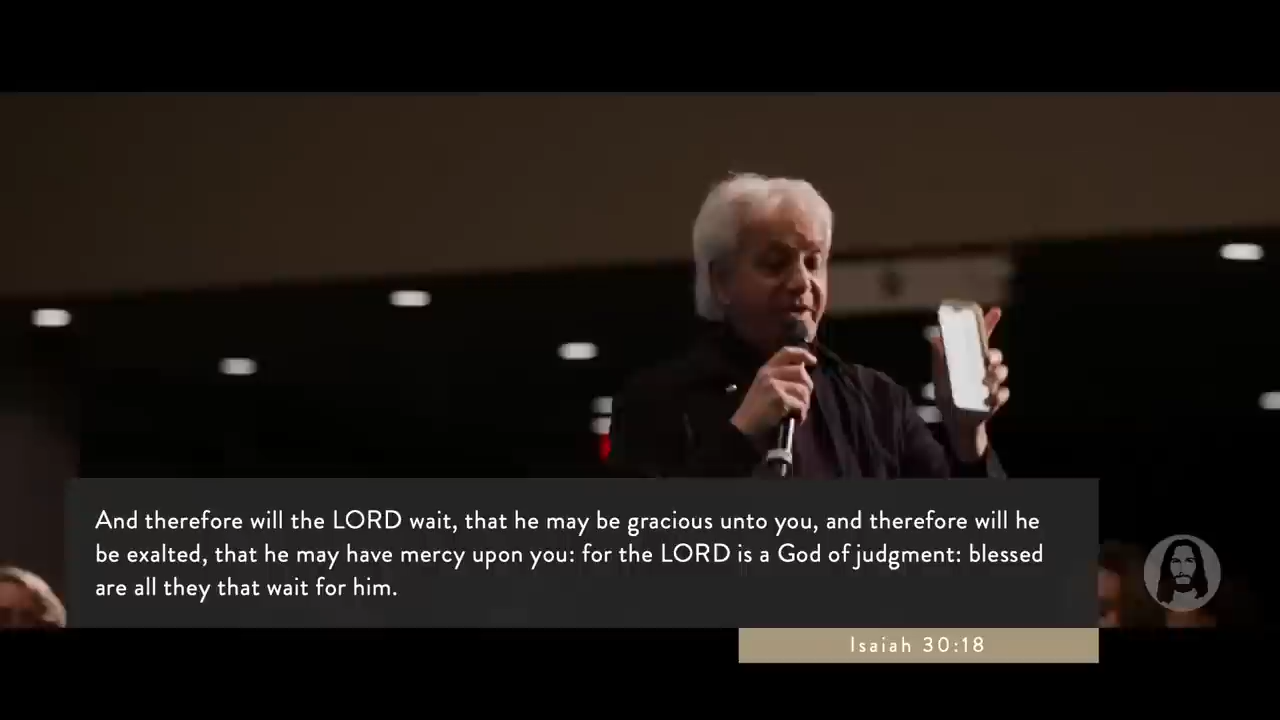 And therefore will the LORD wait, that he may be gracious unto you, and therefore will he
be exalted, that he may have mercy upon you: for the LORD is a God of judgment: blessed
are all they that wait for him.
Isaiah 30:18